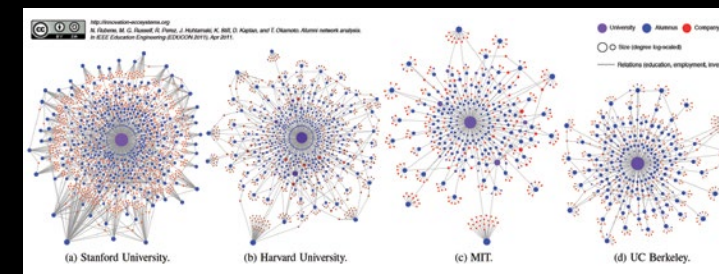 http://innovation-ecosystems.org
N. Rubens, M. G. Russell, R. Perez, J. Huhtamäki, K. Still, D. Kaplan, and T. Okamoto. Alumni network analysis.
In IEEE Education Engineering (EDUCON 2011), Apr 2011.
University Alumnus Company
Size (degree log-scaled)
Relations (education, employment, inve
(a) Stanford University.
(b) Harvard University.
(c) MIT.
(d) UC Berkeley.